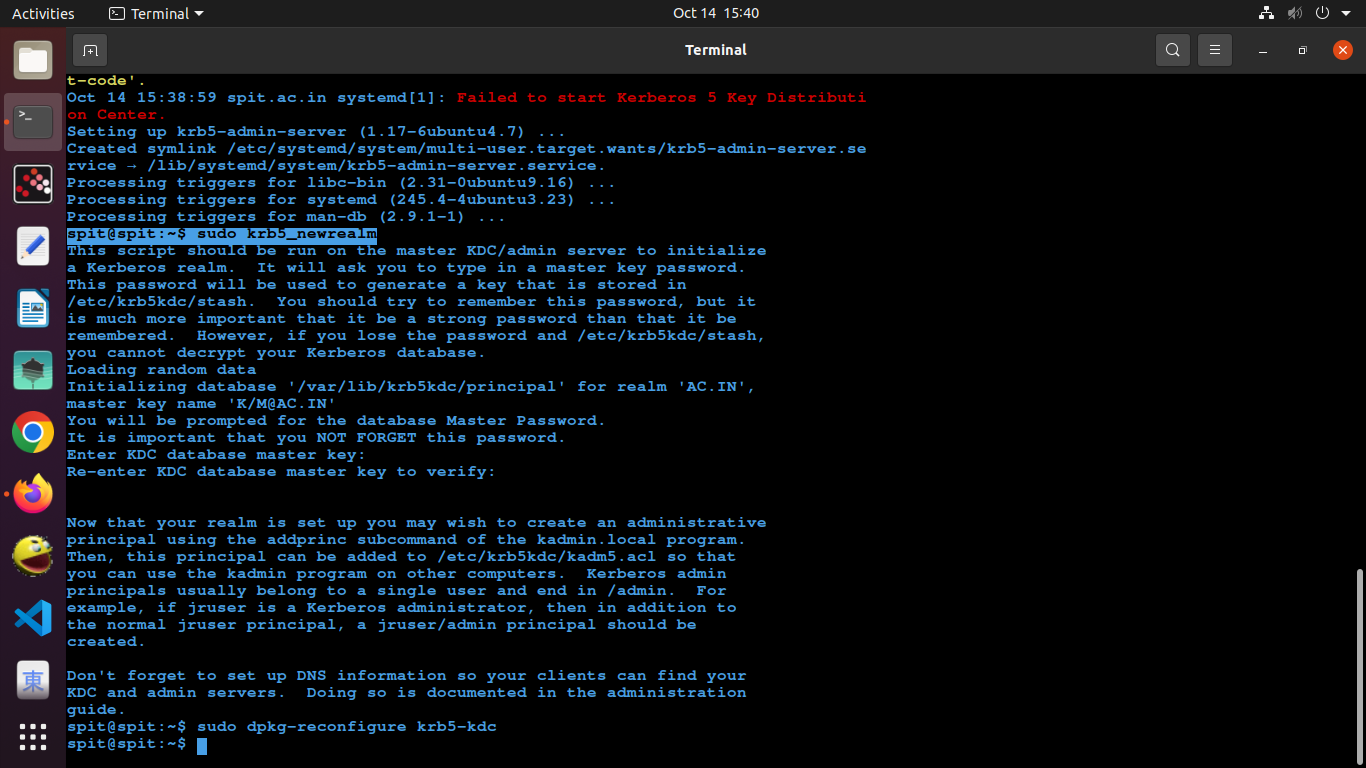 Activities
Terminal
Oct 14 15:40
Terminal
t-code'.
Oct 14 15:38:59 spit.ac.in systemd[1]: Failed to start Kerberos 5 Key Distributi
on Center.
Setting up krb5-admin-server (1.17-6ubuntu4.7) ...
Created symlink /etc/systemd/system/multi-user.target.wants/krb5-admin-server.se
rvice → /lib/systemd/system/krb5-admin-server.service.
Processing triggers for libc-bin (2.31-0ubuntu9.16) ...
Processing triggers for systemd (245.4-4ubuntu3.23) ...
Processing triggers for man-db (2.9.1-1) ...
spit@spit:~$ sudo krb5_newrealm
This script should be run on the master KDC/admin server to initialize
a Kerberos realm.  It will ask you to type in a master key password.
This password will be used to generate a key that is stored in
/etc/krb5kdc/stash.  You should try to remember this password, but it
is much more important that it be a strong password than that it be
remembered.  However, if you lose the password and /etc/krb5kdc/stash,
you cannot decrypt your Kerberos database.
Loading random data
Initializing database '/var/lib/krb5kdc/principal' for realm 'AC.IN',
master key name 'K/M@AC.IN'
You will be prompted for the database Master Password.
It is important that you NOT FORGET this password.
Enter KDC database master key:
Re-enter KDC database master key to verify:
Now that your realm is set up you may wish to create an administrative
principal using the addprinc subcommand of the kadmin.local program.
Then, this principal can be added to /etc/krb5kdc/kadm5.acl so that
you can use the kadmin program on other computers.  Kerberos admin
principals usually belong to a single user and end in /admin.  For
example, if jruser is a Kerberos administrator, then in addition to
the normal jruser principal, a jruser/admin principal should be
created.
Don't forget to set up DNS information so your clients can find your
KDC and admin servers.  Doing so is documented in the administration
guide.
spit@spit:~$ sudo dpkg-reconfigure krb5-kdc
spit@spit:~$
>_
東